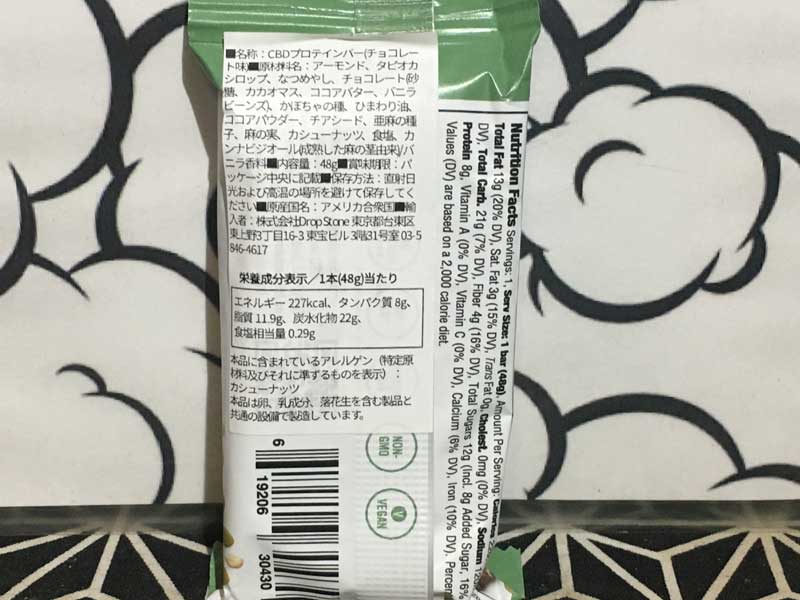 ■名称：CBDプロテインバー(チョコレー
ト味)■原材料名：アーモンド、タピオカ
シロップ、なつめやし、チョコレート(砂
糖、カカオマス、ココアバター、バニラ
ビーンズ)、かぼちゃの種、ひまわり油、
ココアパウダー、チアシード、亜麻の種
子、麻の実、カシューナッツ、食塩、カ
ンナビジオール(成熟した麻の茎由来)/バ
ニラ香料■内容量：48g■賞味期限：パ
ッケージ中央に記載■保存方法：直射日
光および高温の場所を避けて保存してく
ださい■原産国名：アメリカ合衆国■輸
入者：株式会社Drop Stone 東京都台東区
東上野3丁目16-3 東宝ビル 3階31号室 03-5
846-4617
栄養成分表示／1本(48g)当たり
エネルギー 227kcal、タンパク質 8g、
脂質 11.9g、炭水化物 22g、
食塩相当量 0.29g
本品に含まれているアレルゲン（特定原
材料及びそれに準ずるものを表示）：
カシューナッツ
本品は卵、乳成分、落花生を含む製品と
共通の設備で製造しています。
Nutrition Facts Servings: 1, Serv Size: 1 bar (48g), Amount Per Serving: Calories
Total Fat 13g (20% DV), Sat. Fat 3g (15% DV), Trans Fat 0g, Cholest. 0mg (0% DV), Sodium
DV), Total Carb. 21g (7% DV), Fiber 4g (16% DV), Total Sugars 12g (Incl. 8g Added Sugar, 16%
Protein 8g, Vitamin A (0% DV), Vitamin C (0% DV), Calcium (6% DV), Iron (10% DV), Percent
Values (DV) are based on a 2,000 calorie diet.
NON-
GMO
V
VEGAN
6
19206
30430